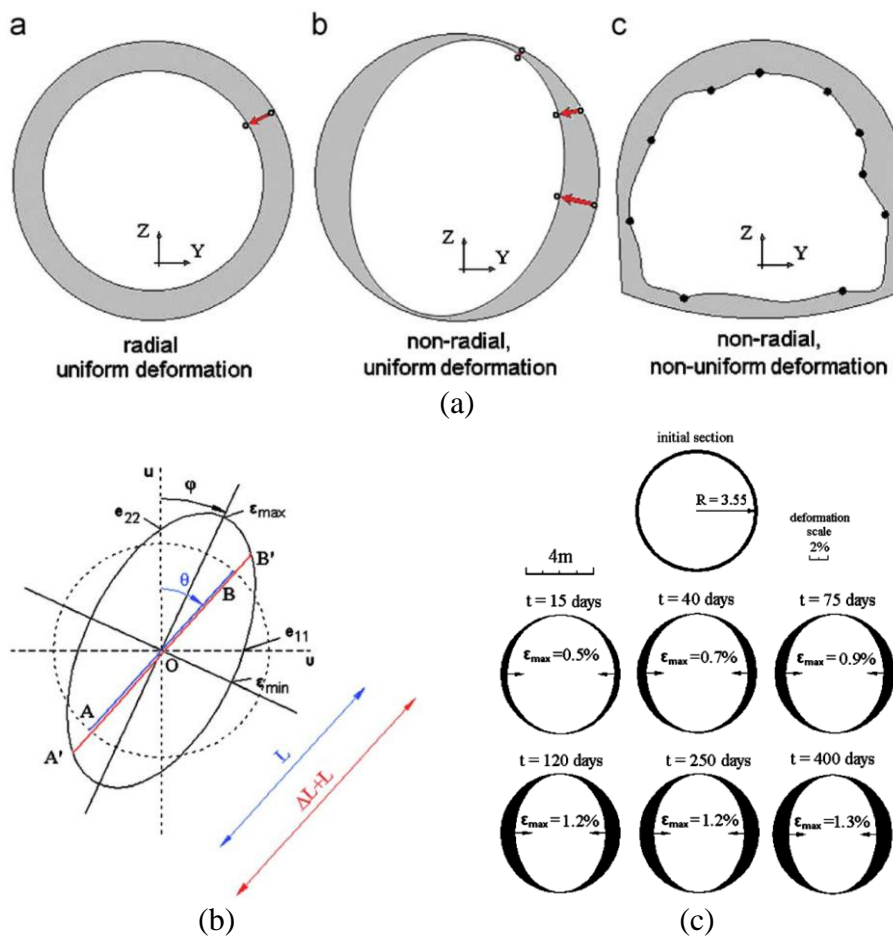 a
b
c
Z
Y
Z
Y
Z
Y
radial
uniform deformation
non-radial,
uniform deformation
non-radial,
non-uniform deformation
(a)
u
φ
e22
εmax
B'
θ
B
e11
u
O
εmin
A
A'
L
ΔL+L
(b)
initial section
R = 3.55
deformation
scale
2%
4m
t = 15 days
t = 40 days
t = 75 days
εmax=0.5%
εmax=0.7%
εmax=0.9%
t = 120 days
t = 250 days
t = 400 days
εmax=1.2%
εmax=1.2%
εmax=1.3%
(c)